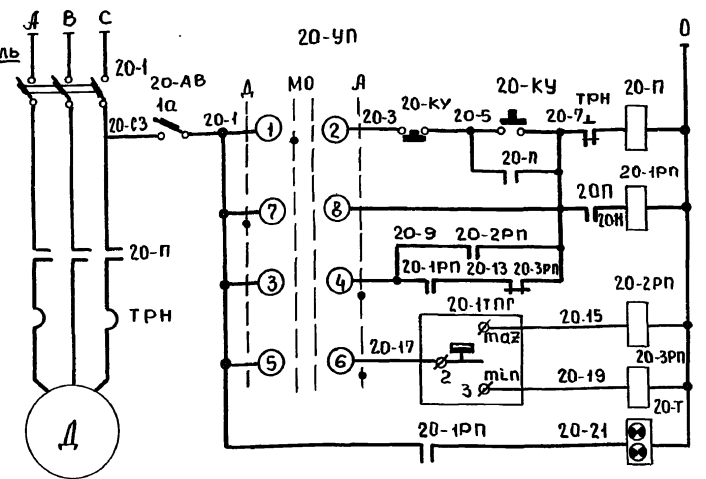 А В С О
ль
20-УП
20-1
20-АВ
1а
20-С3
20-1
Д МО А
1 2
20-3
20-КУ
20-5
20-КУ
20-7
ТРН
20-П
20-П
7 8
20П
20Н
20-1РП
20-П
20-9
20-2РП
3 4
20-1РП
20-13
20-3РП
20-2РП
ТРН
20-1ТПГ
maz
20-15
5 6
20-17
2
min
3
20-19
20-3РП
20-Т
Д
20-1РП
20-21